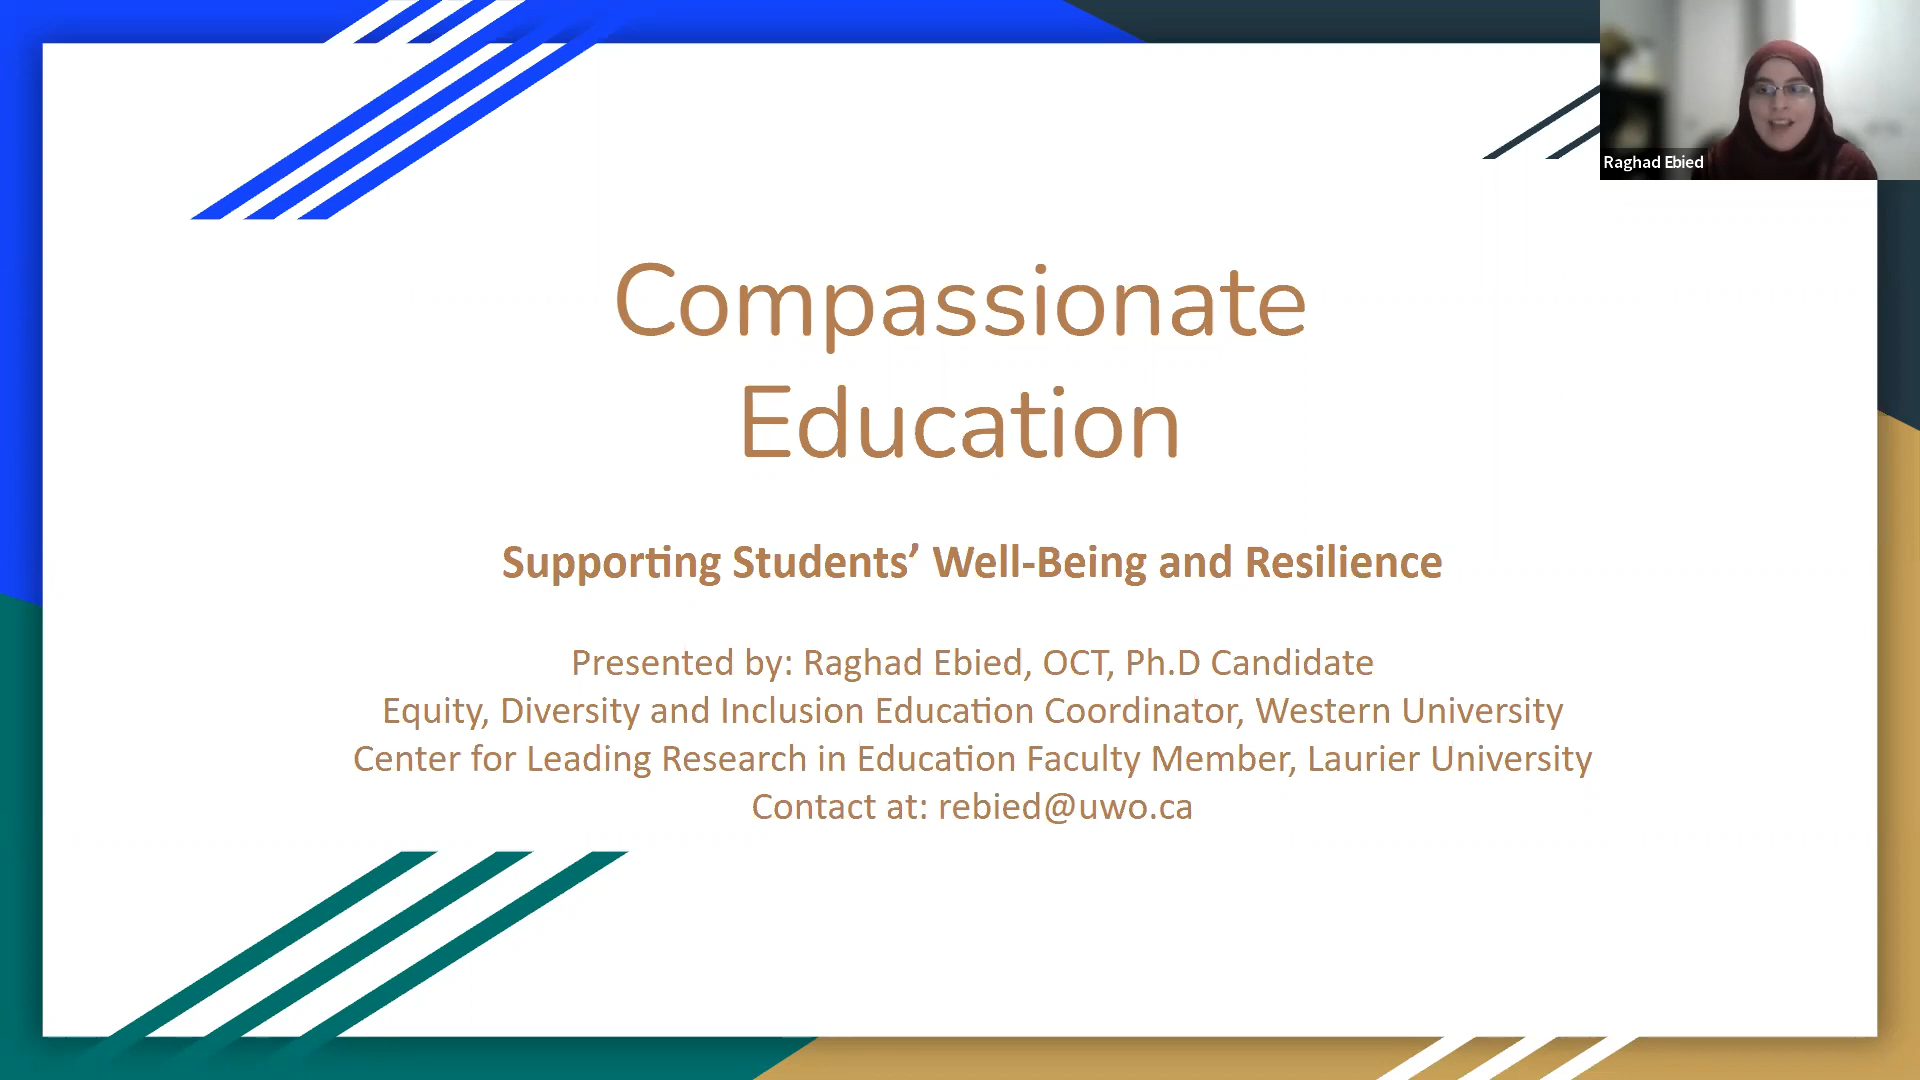 Raghad Ebied
Compassionate
Education
Supporting Students’ Well-Being and Resilience
Presented by: Raghad Ebied, OCT, Ph.D Candidate
Equity, Diversity and Inclusion Education Coordinator, Western University
Center for Leading Research in Education Faculty Member, Laurier University
Contact at: rebied@uwo.ca